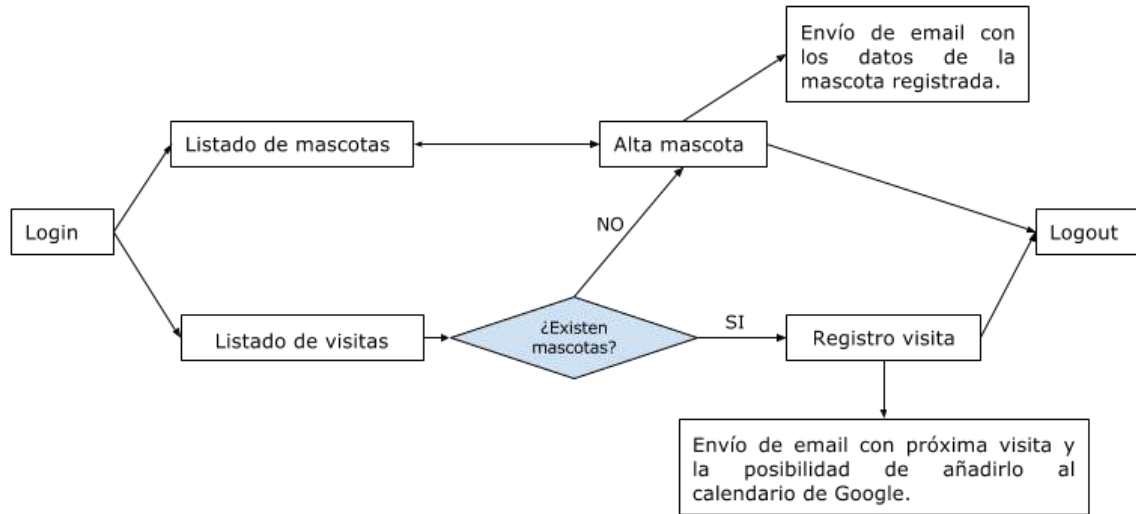 Envío de email con
los datos de la
mascota registrada.
Listado de mascotas
Alta mascota
NO
Login
Logout
¿Existen
mascotas?
SI
Listado de visitas
Registro visita
Envío de email con próxima visita y
la posibilidad de añadirlo al
calendario de Google.